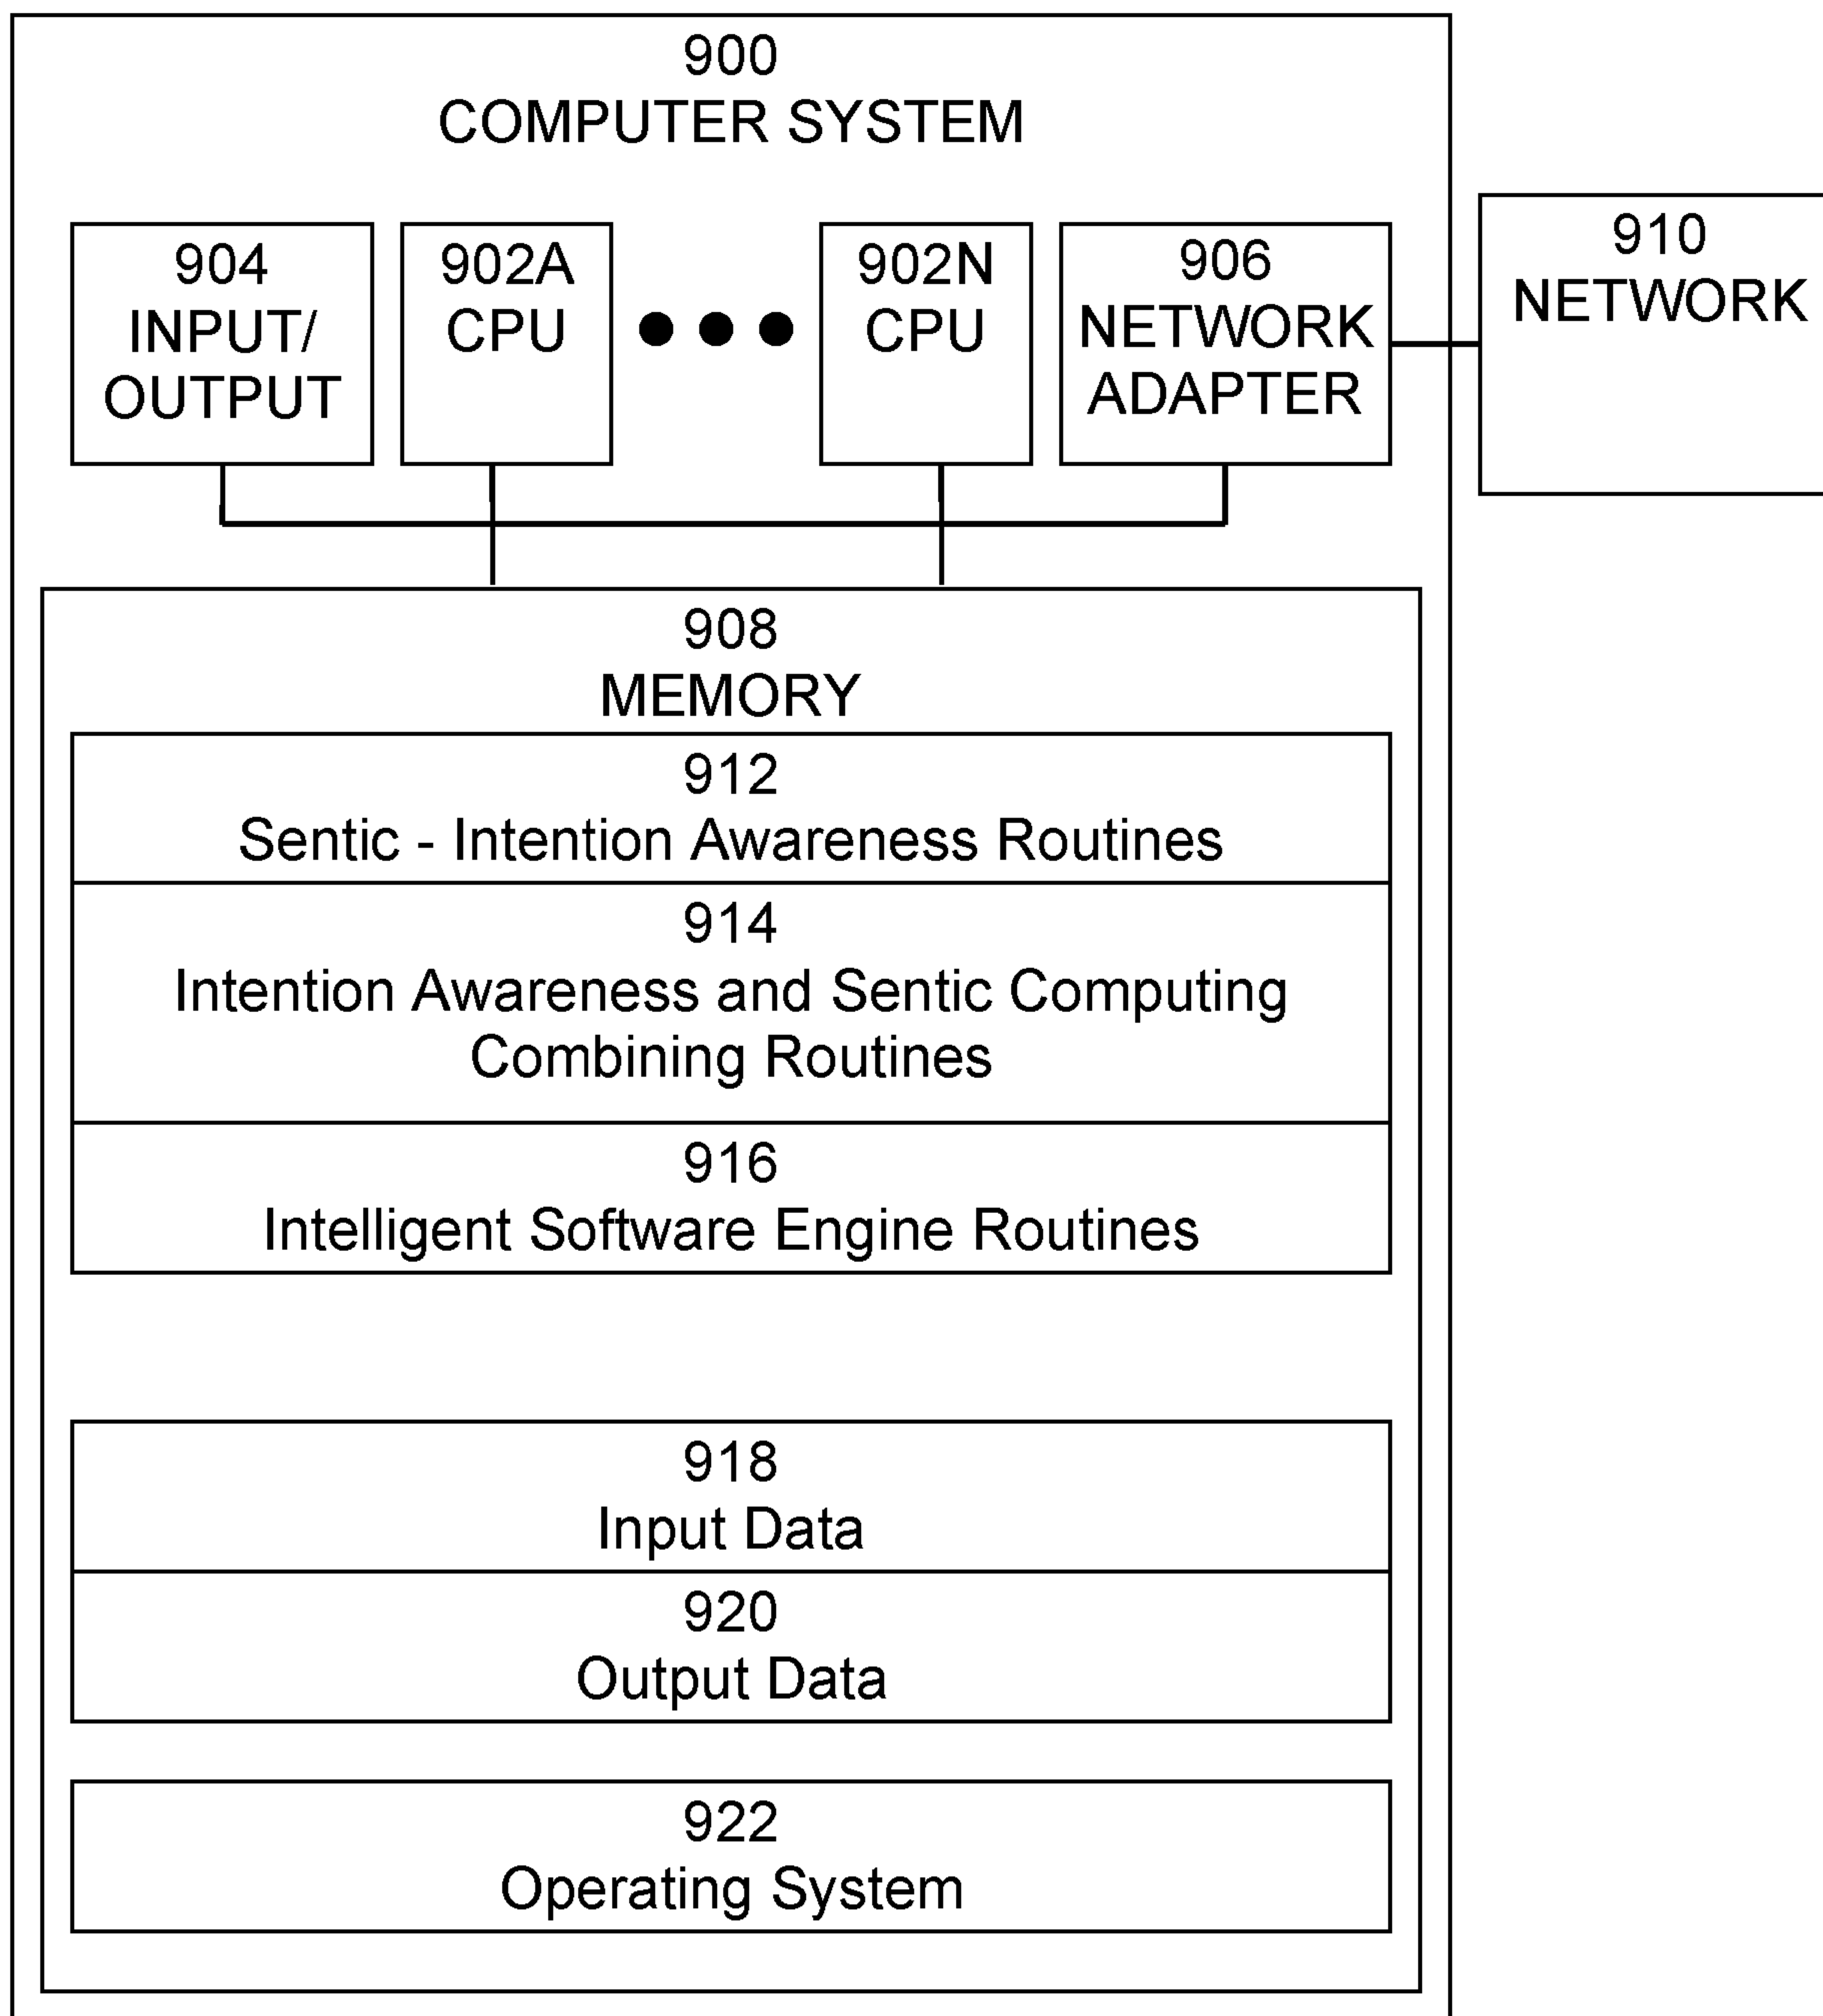 900
COMPUTER SYSTEM
904
INPUT/
OUTPUT
902A
CPU
902N
CPU
906
NETWORK
ADAPTER
910
NETWORK
908
MEMORY
912
Sentic - Intention Awareness Routines
914
Intention Awareness and Sentic Computing
Combining Routines
916
Intelligent Software Engine Routines
918
Input Data
920
Output Data
922
Operating System